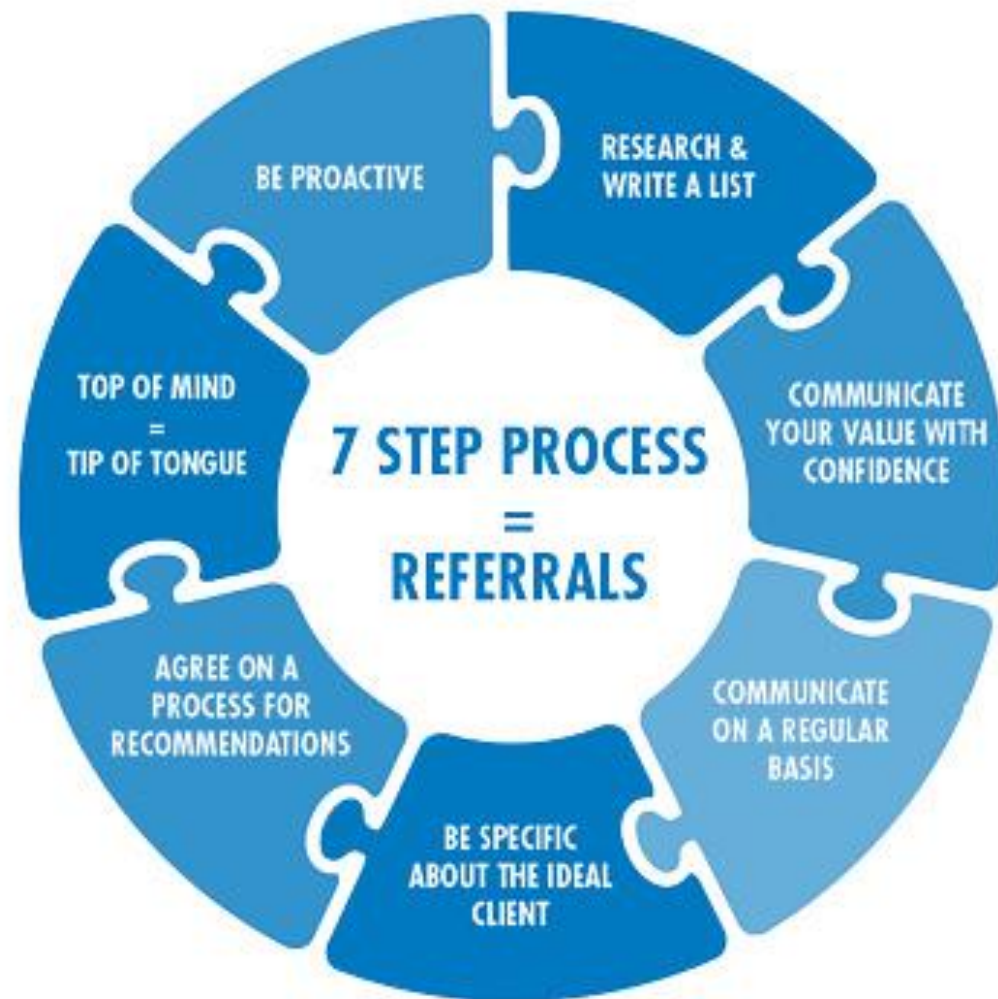 7 STEP PROCESS
=
REFERRALS
RESEARCH &
WRITE A LIST
COMMUNICATE
YOUR VALUE WITH
CONFIDENCE
COMMUNICATE
ON A REGULAR
BASIS
BE SPECIFIC
ABOUT THE IDEAL
CLIENT
AGREE ON A
PROCESS FOR
RECOMMENDATIONS
TOP OF MIND
=
TIP OF TONGUE
BE PROACTIVE